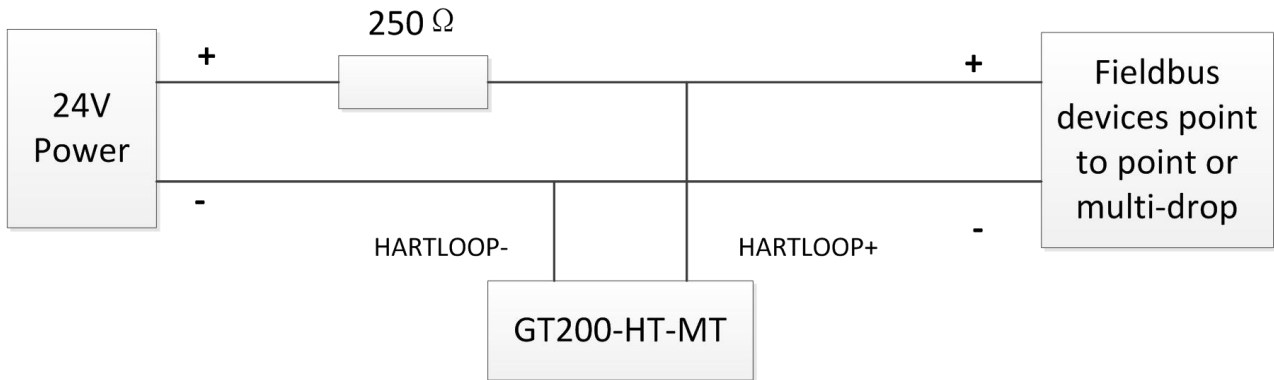 250 Ω
+
+
24V
Power
Fieldbus
devices point
to point or
multi-drop
-
-
HARTLOOP-
HARTLOOP+
GT200-HT-MT